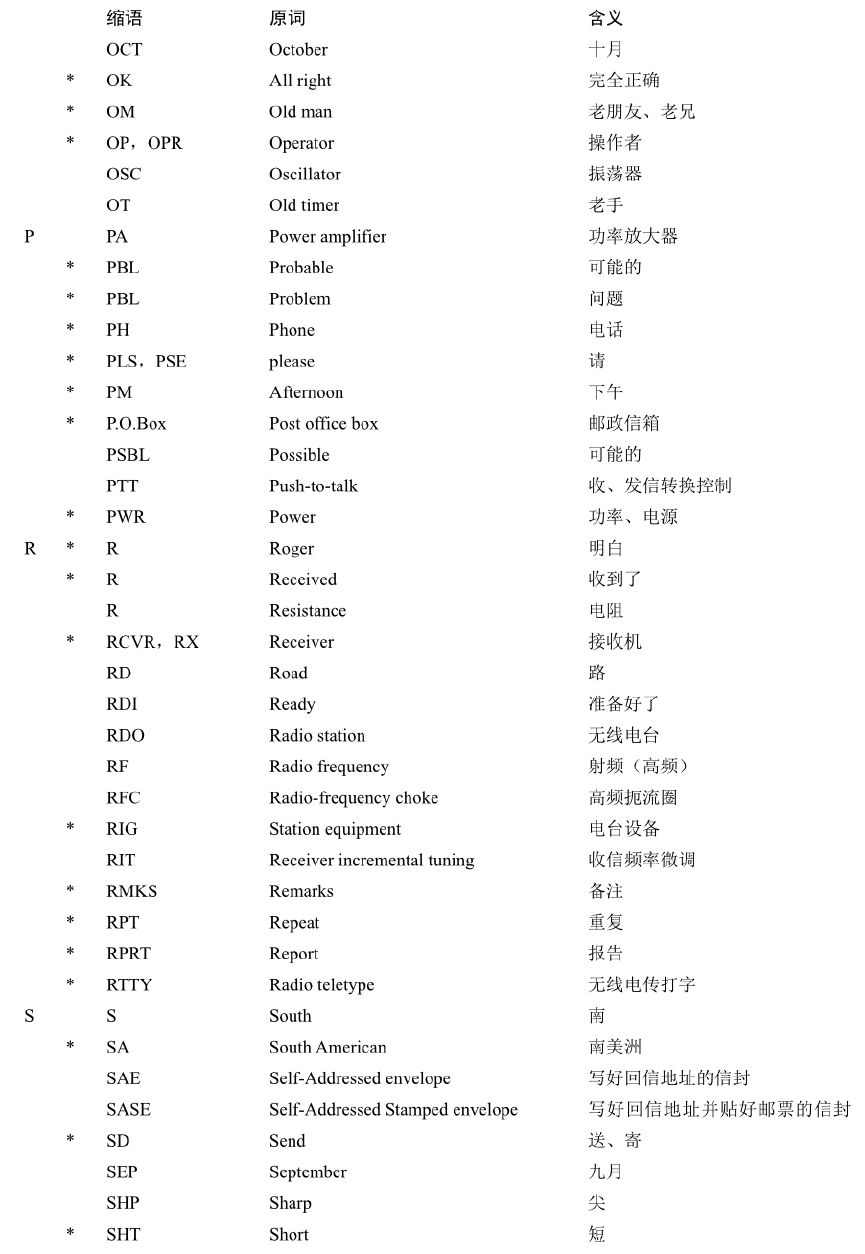 缩语 原词 含义
OCT October 十月
* OK All right 完全正确
* OM Old man 老朋友、老兄
* OP，OPR Operator 操作者
OSC Oscillator 振荡器
OT Old timer 老手
P PA Power amplifier 功率放大器
* PBL Probable 可能的
* PBL Problem 问题
* PH Phone 电话
* PLS，PSE please 请
* PM Afternoon 下午
* P.O.Box Post office box 邮政信箱
PSBL Possible 可能的
PTT Push-to-talk 收、发信转换控制
* PWR Power 功率、电源
R * R Roger 明白
* R Received 收到了
R Resistance 电阻
* RCVR，RX Receiver 接收机
RD Road 路
RDI Ready 准备好了
RDO Radio station 无线电台
RF Radio frequency 射频（高频）
RFC Radio-frequency choke 高频扼流圈
* RIG Station equipment 电台设备
RIT Receiver incremental tuning 收信频率微调
* RMKS Remarks 备注
* RPT Repeat 重复
* RPRT Report 报告
* RTTY Radio teletype 无线电传打字
S S South 南
* SA South American 南美洲
SAE Self-Addressed envelope 写好回信地址的信封
SASE Self-Addressed Stamped envelope 写好回信地址并贴好邮票的信封
* SD Send 送、寄
SEP September 九月
SHP Sharp 尖
* SHT Short 短